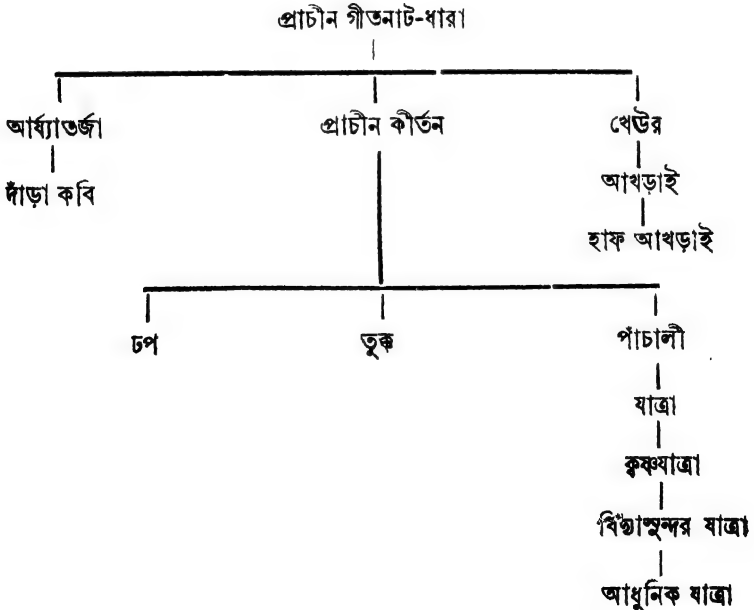 প্রাচীন গীতনাট-ধারা
আর্য্যাতর্জা প্রাচীন কীর্তন খেউর
দাঁড়া কবি আখড়াই
হাফ আখড়াই
ঢপ তুক্ক পাঁচালী
যাত্রা
কৃষ্ণযাত্রা
বিদ্যাসুন্দর যাত্রা
আধুনিক যাত্রা